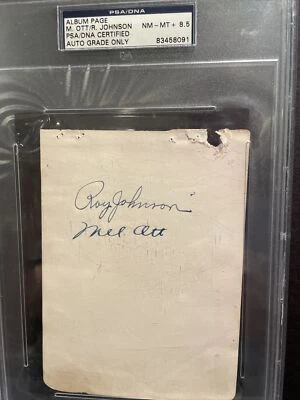 PSA/DNA
ALBUM PAGE
M. OTT/R. JOHNSON NM-MT+ 8.5
PSA/DNA CERTIFIED
AUTO GRADE ONLY 83458091
Roy Johnson
Mel Ott